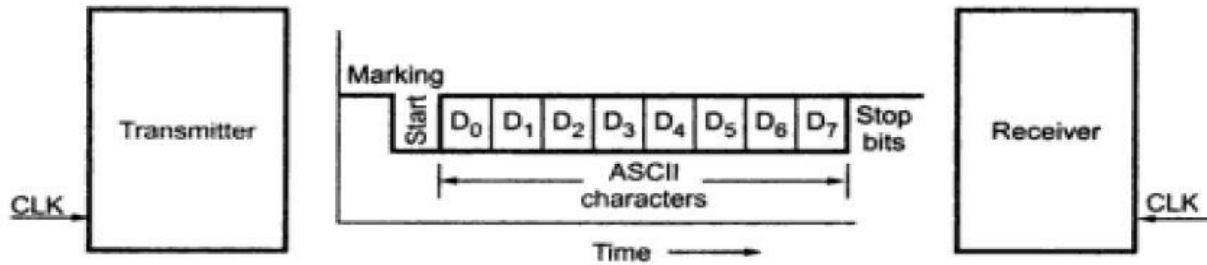 Marking
Transmitter
Start
D₀ D₁ D₂ D₃ D₄ D₅ D₆ D₇
Stop
bits
Receiver
ASCII
characters
CLK
CLK
Time